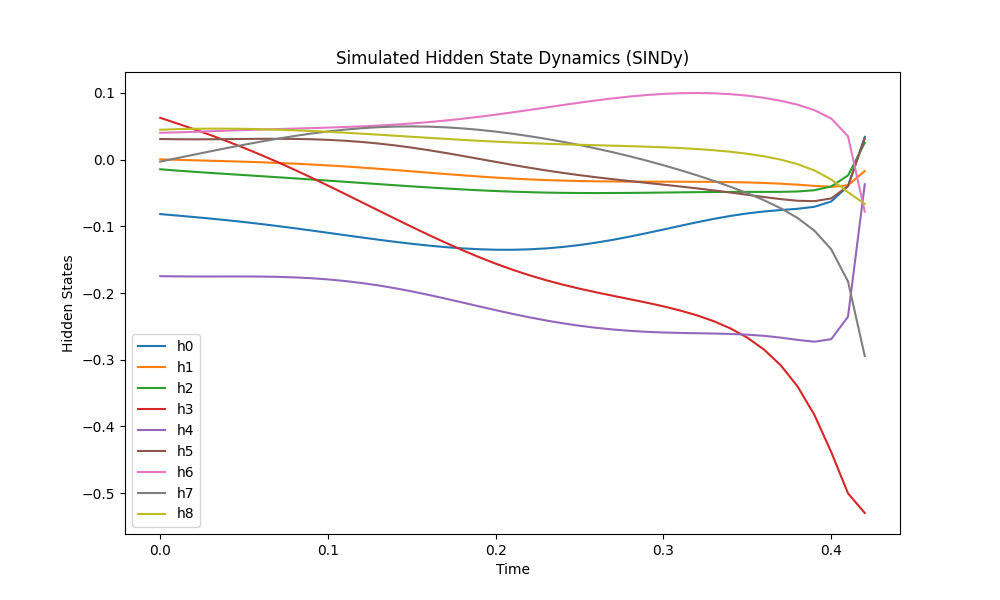 Simulated Hidden State Dynamics (SINDy)
Hidden States
0.1
0.0
−0.1
−0.2
−0.3
−0.4
−0.5
h0
h1
h2
h3
h4
h5
h6
h7
h8
0.0 0.1 0.2 0.3 0.4
Time